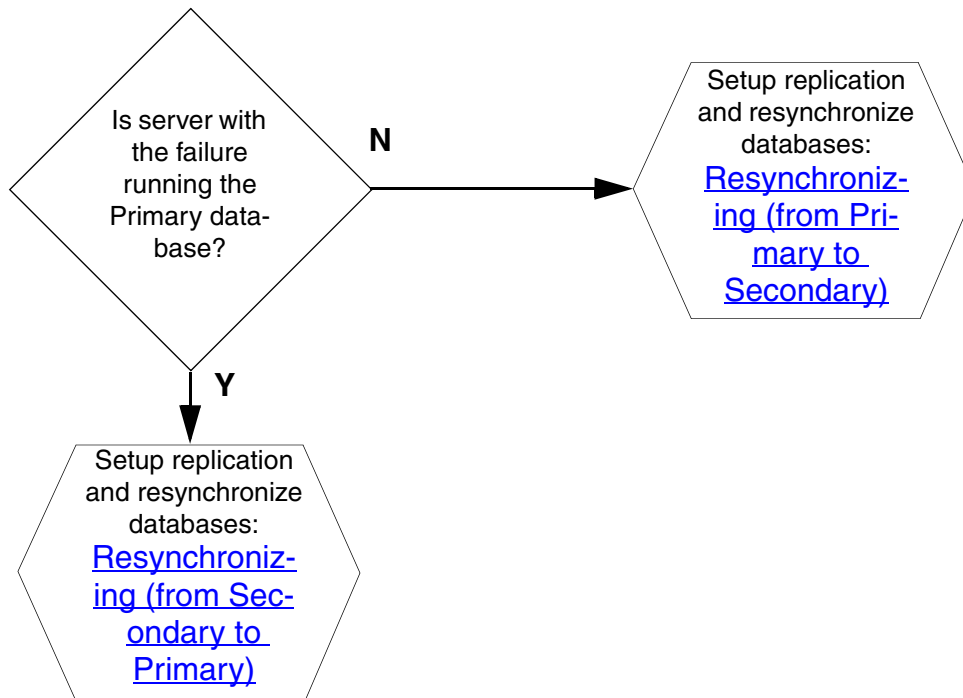 Is server with
the failure
running the
Primary data-
base?
N
Setup replication
and resynchronize
databases:
Resynchroniz-
ing (from Pri-
mary to
Secondary)
Y
Setup replication
and resynchronize
databases:
Resynchroniz-
ing (from Sec-
ondary to
Primary)